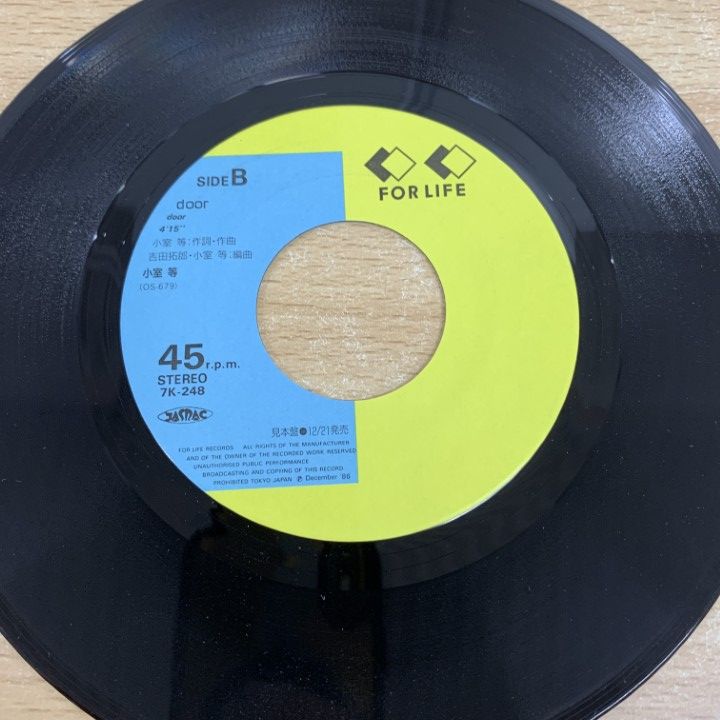 SIDE B
door
door
4'15"
小室 等:作詞・作曲
吉田拓郎・小室 等:編曲
小室 等
(OS-679)
45 r.p.m.
STEREO
7K-248
JASRAC
見本盤●12/21発売
FOR LIFE RECORDS ALL RIGHTS OF THE MANUFACTURER
AND OF THE OWNER OF THE RECORDED WORK RESERVED
UNAUTHORISED PUBLIC PERFORMANCE.
BROADCASTING AND COPYING OF THIS RECORD
PROHIBITED TOKYO JAPAN Ⓟ December '86
FOR LIFE